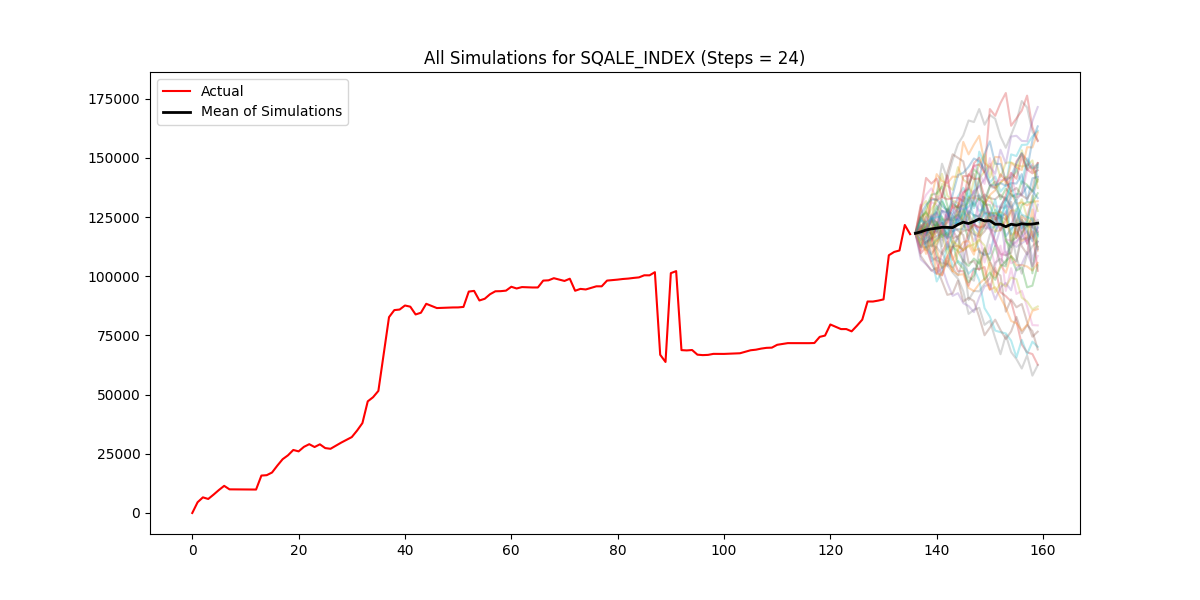 All Simulations for SQALE_INDEX (Steps = 24)
Actual
Mean of Simulations
175000
150000
125000
100000
75000
50000
25000
0
0 20 40 60 80 100 120 140 160